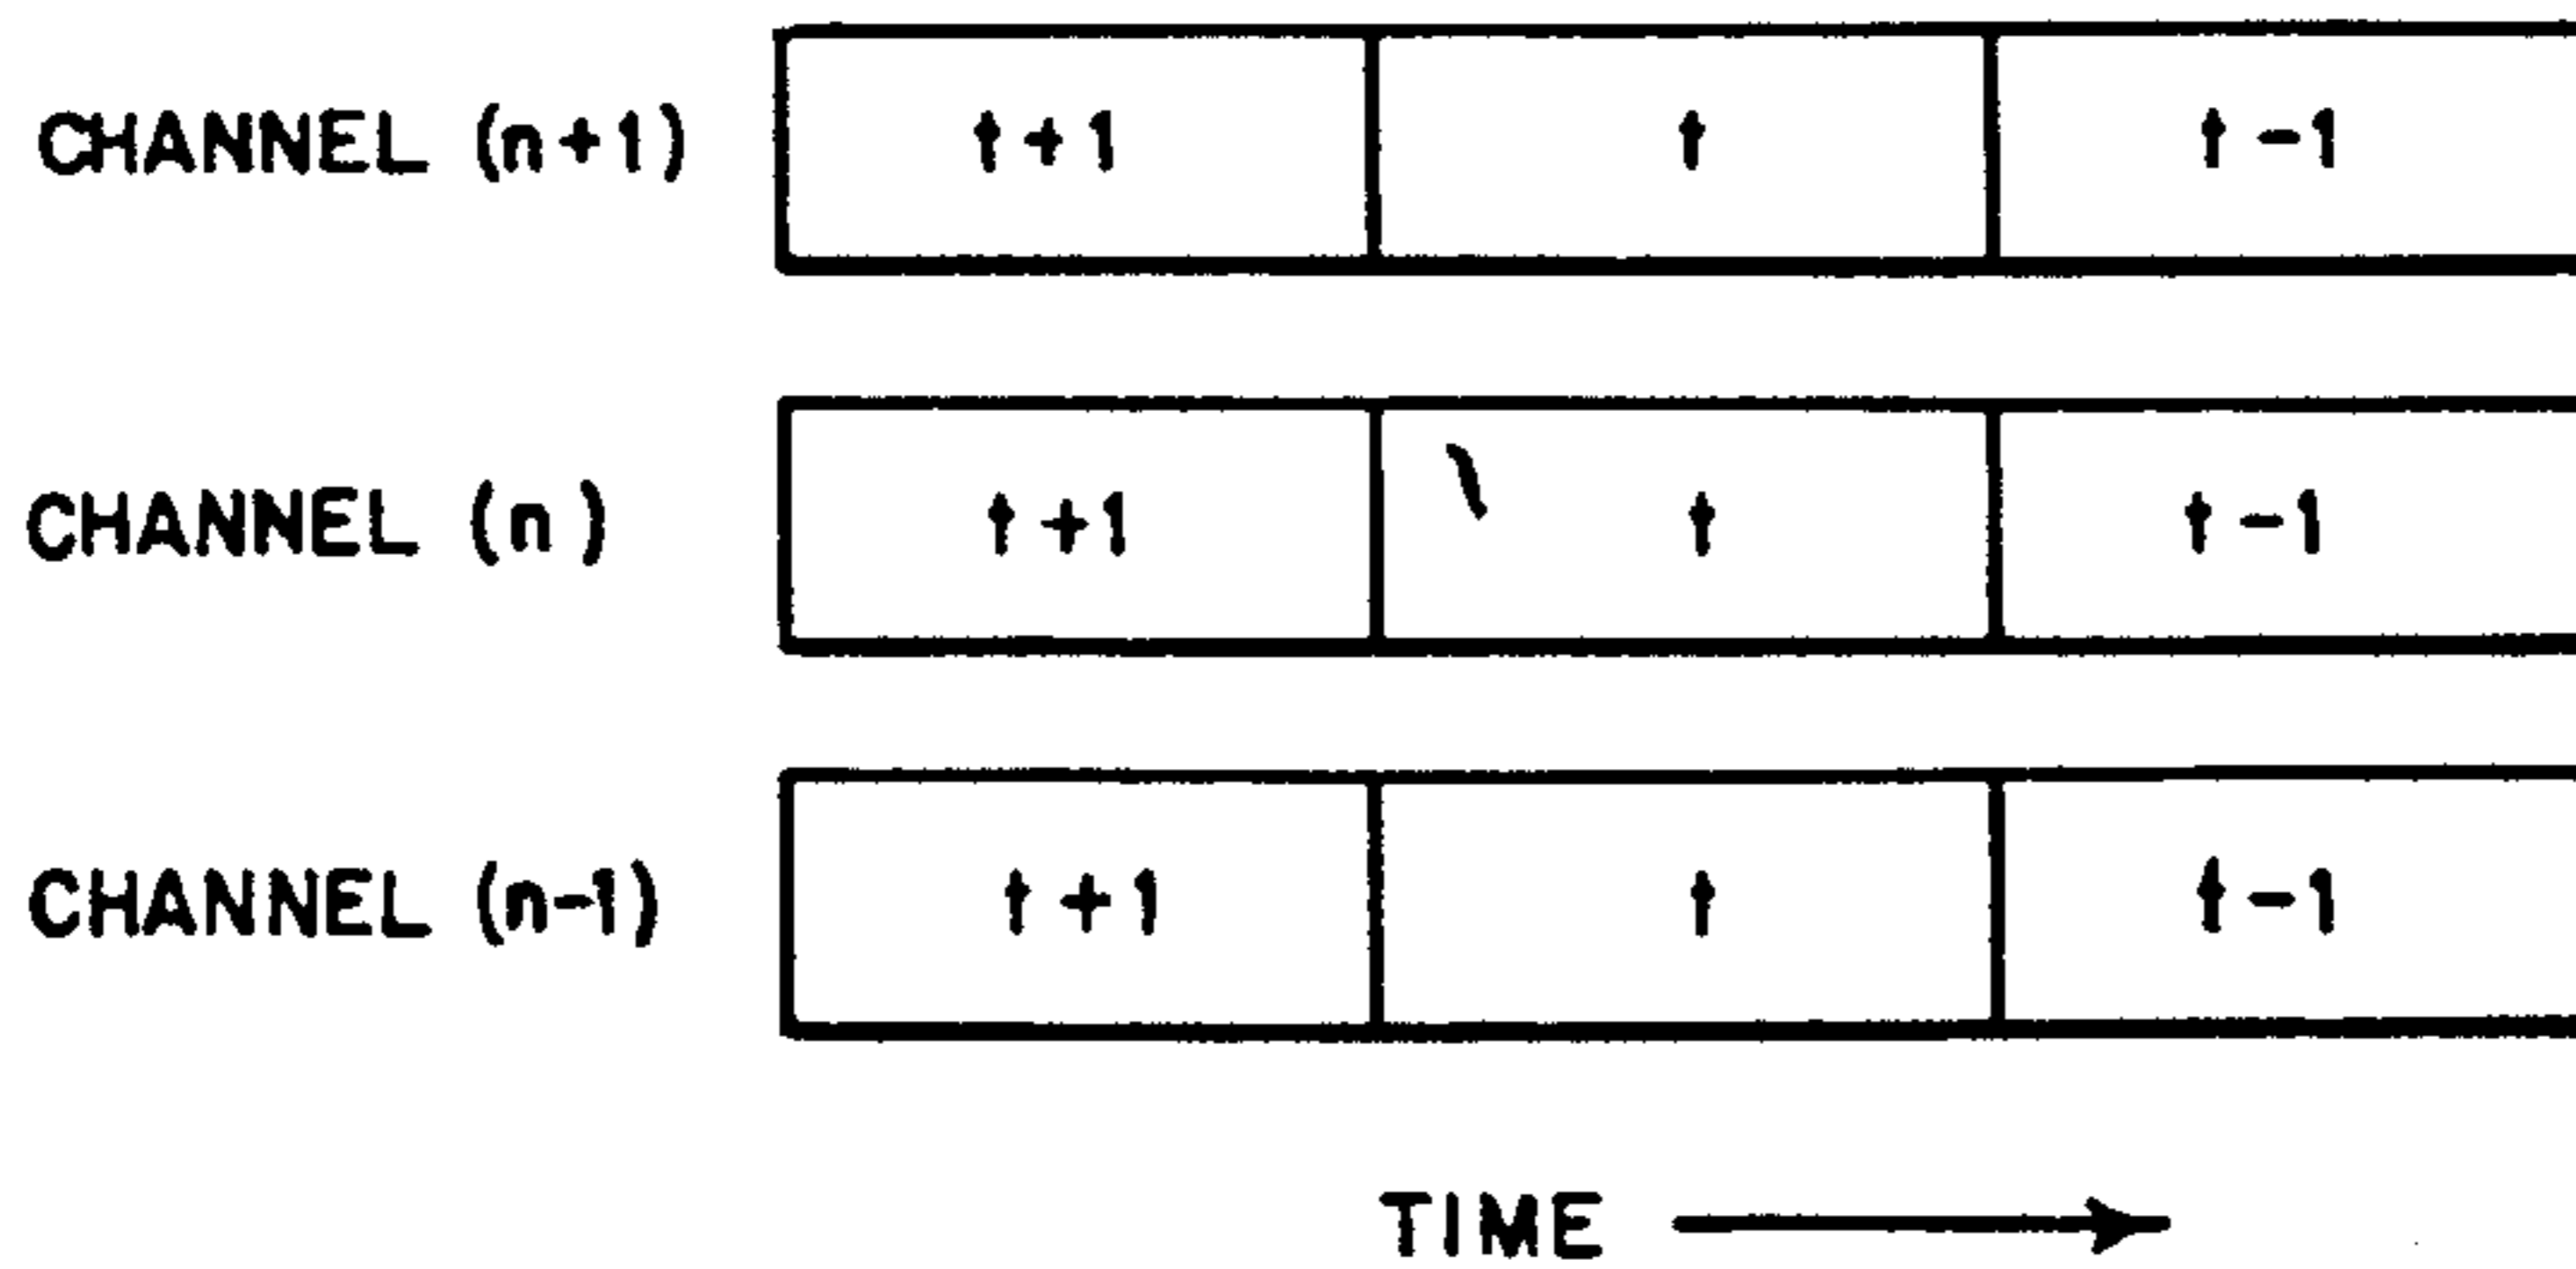 CHANNEL (n+1) t+1 t t-1
CHANNEL (n) t+1 t t-1
CHANNEL (n-1) t+1 t t-1
TIME